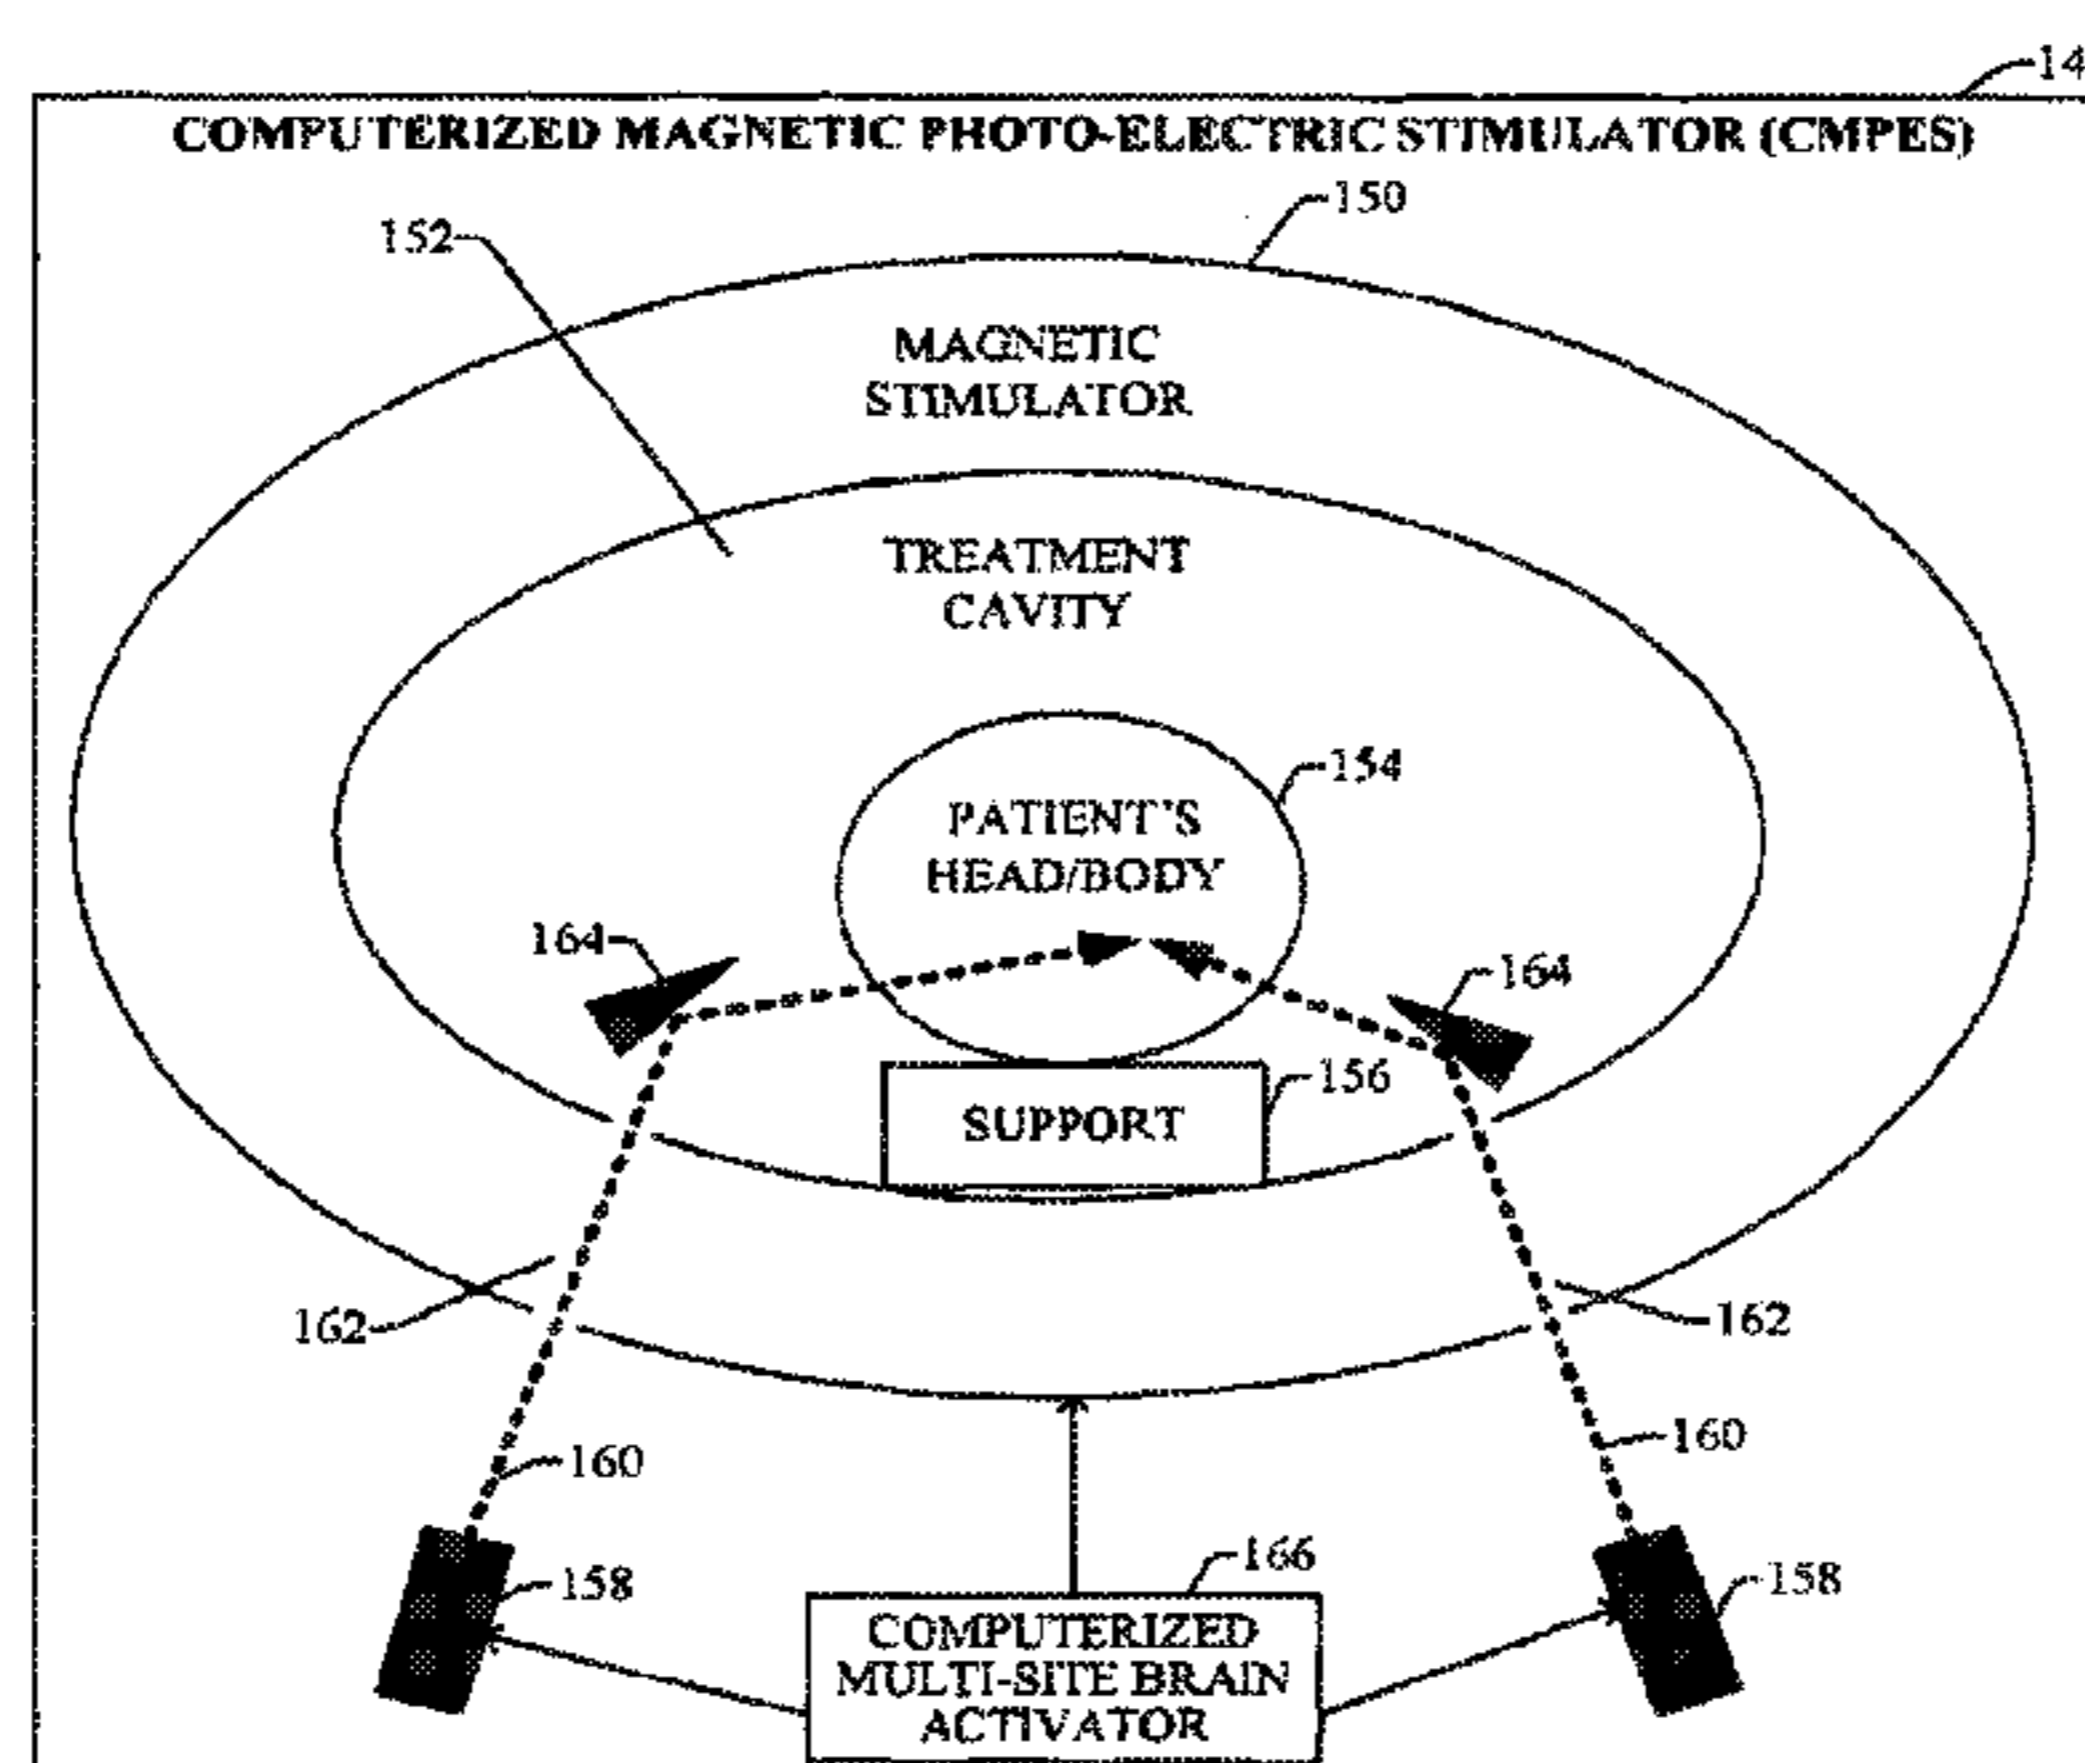 14
COMPUTERIZED MAGNETIC PHOTO-ELECTRIC STIMULATOR (CMPES)
150
152
MAGNETIC
STIMULATOR
TREATMENT
CAVITY
154
PATIENT'S
HEAD/BODY
164
164
156
SUPPORT
162
162
160
160
166
158
158
COMPUTERIZED
MULTI-SITE BRAIN
ACTIVATOR